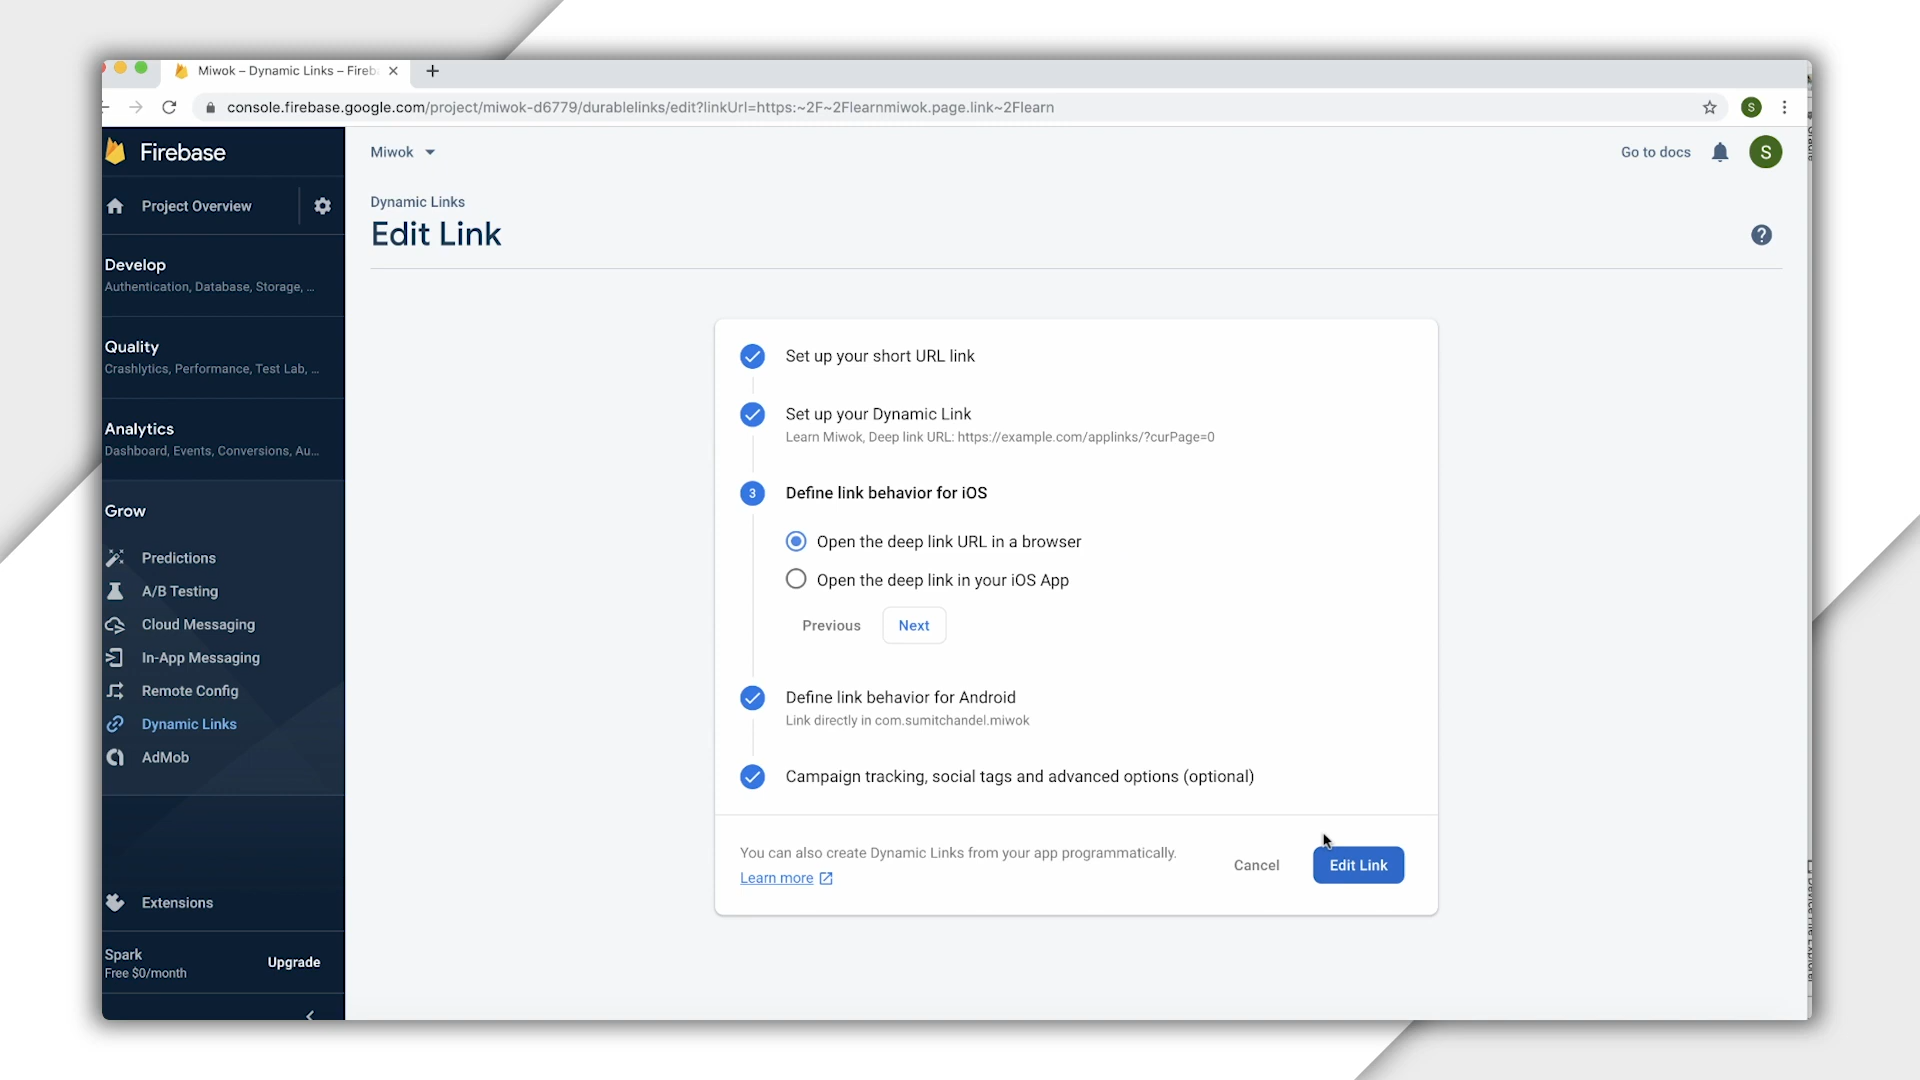 Miwok – Dynamic Links – Fireb
console.firebase.google.com/project/miwok-d6779/durablelinks/edit?linkUrl=https:~2F~2Flearnmiwok.page.link~2Flearn
S
Firebase
Miwok
Go to docs
S
Project Overview
Dynamic Links
Edit Link
?
Develop
Authentication, Database, Storage, ...
Quality
Crashlytics, Performance, Test Lab, ...
Analytics
Dashboard, Events, Conversions, Au...
Grow
Predictions
A/B Testing
Cloud Messaging
In-App Messaging
Remote Config
Dynamic Links
AdMob
Extensions
Spark
Free $0/month
Upgrade
Set up your short URL link
Set up your Dynamic Link
Learn Miwok, Deep link URL: https://example.com/applinks/?curPage=0
3
Define link behavior for iOS
Open the deep link URL in a browser
Open the deep link in your iOS App
Previous
Next
Define link behavior for Android
Link directly in com.sumitchandel.miwok
Campaign tracking, social tags and advanced options (optional)
You can also create Dynamic Links from your app programmatically.
Learn more
Cancel
Edit Link